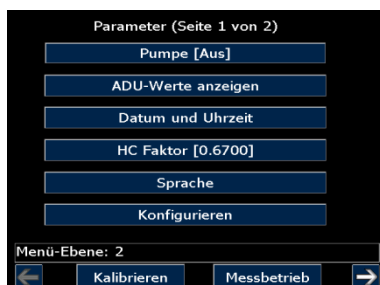 Parameter (Seite 1 von 2)
Pumpe [Aus]
ADU-Werte anzeigen
Datum und Uhrzeit
HC Faktor [0.6700]
Sprache
Konfigurieren
Menü-Ebene: 2
← Kalibrieren Messbetrieb →